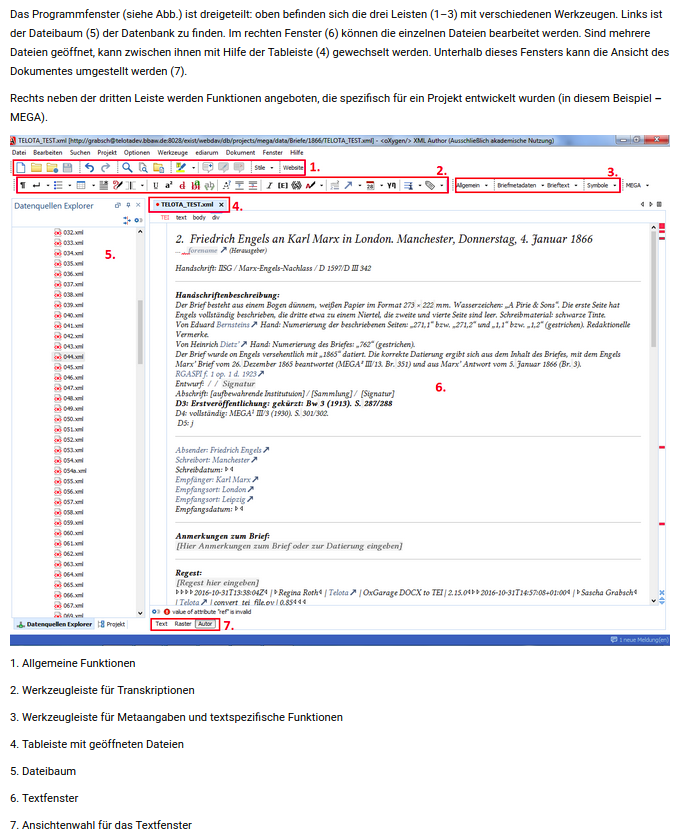 Das Programmfenster (siehe Abb.) ist dreigeteilt: oben befinden sich die drei Leisten (1–3) mit verschiedenen Werkzeugen. Links ist
der Dateibaum (5) der Datenbank zu finden. Im rechten Fenster (6) können die einzelnen Dateien bearbeitet werden. Sind mehrere
Dateien geöffnet, kann zwischen ihnen mit Hilfe der Tableiste (4) gewechselt werden. Unterhalb dieses Fensters kann die Ansicht des
Dokumentes umgestellt werden (7).
Rechts neben der dritten Leiste werden Funktionen angeboten, die spezifisch für ein Projekt entwickelt wurden (in diesem Beispiel –
MEGA).
TELOTA_TEST.xml [http://grabsch@telotadev.bbaw.de:8028/exist/webdav/db/projects/mega/data/Briefe/1866/TELOTA_TEST.xml] - <oXygen/> XML Author (Ausschließlich akademische Nutzung)
Datei Bearbeiten Suchen Projekt Optionen Werkzeuge ediarum Dokument Fenster Hilfe
Stile Website 1.
2. 3.
Allgemein Briefmetadaten Brieftext Symbole MEGA
Datenquellen Explorer
TELOTA_TEST.xml 4.
TEI text body div
5.
032.xml
033.xml
034.xml
035.xml
036.xml
037.xml
038.xml
039.xml
040.xml
041.xml
042.xml
043.xml
044.xml
045.xml
046.xml
047.xml
048.xml
049.xml
050.xml
051.xml
052.xml
053.xml
054.xml
054a.xml
055.xml
056.xml
057.xml
058.xml
059.xml
060.xml
061.xml
062.xml
063.xml
064.xml
065.xml
066.xml
067.xml
069.xml
Datenquellen Explorer Projekt
2. Friedrich Engels an Karl Marx in London. Manchester, Donnerstag, 4. Januar 1866
forename (Herausgeber)
Handschrift: IISG / Marx-Engels-Nachlass / D 1597/D III 342
Handschriftenbeschreibung:
Der Brief besteht aus einem Bogen dünnem, weißen Papier im Format 273 × 222 mm. Wasserzeichen: „A Pirie & Sons“. Die erste Seite hat
Engels vollständig beschrieben, die dritte etwa zu einem Niertel, die zweite und vierte Seite sind leer. Schreibmaterial: schwarze Tinte.
Von Eduard Bernsteins Hand: Numerierung der beschriebenen Seiten: „271,1“ bzw. „271,2“ und „1,1“ bzw. „1,2“ (gestrichen). Redaktionelle
Vermerke.
Von Heinrich Dietz’ Hand: Numerierung des Briefes: „762“ (gestrichen).
Der Brief wurde on Engels versehentlich mit „1865“ datiert. Die korrekte Datierung ergibt sich aus dem Inhalt des Briefes, mit dem Engels
Marx’ Brief vom 26. Dezember 1865 beantwortet (MEGA² III/13. Br. 351) und aus Marx’ Antwort vom 5. Januar 1866 (Br. 3).
RGASPI f. 1 op. 1 d. 1923
Entwurf: / / Signatur
Abschrift: [aufbewahrende Institutuion] / [Sammlung] / [Signatur]
D3: Erstveröffentlichung: gekürzt: Bw 3 (1913). S. 287/288
D4: vollständig: MEGA² III/3 (1930). S. 301/302.
D5: j
6.
Absender: Friedrich Engels
Schreibort: Manchester
Schreibdatum:
Empfänger: Karl Marx
Empfangsort: London
Empfangsort: Leipzig
Empfangsdatum:
Anmerkungen zum Brief:
[Hier Anmerkungen zum Brief oder zur Datierung eingeben]
Regest:
[Regest hier eingeben]
2016-10-31T13:38:04Z | Regina Roth | Telota | OxGarage DOCX to TEI | 2.15.0 2016-10-31T14:57:08+01:00 | Sascha Grabsch
| Telota | convert_tei_file.py | 0.85
value of attribute "ref" is invalid
Text Raster Autor 7.
1 neue Meldung(en)
1. Allgemeine Funktionen
2. Werkzeugleiste für Transkriptionen
3. Werkzeugleiste für Metaangaben und textspezifische Funktionen
4. Tableiste mit geöffneten Dateien
5. Dateibaum
6. Textfenster
7. Ansichtenwahl für das Textfenster